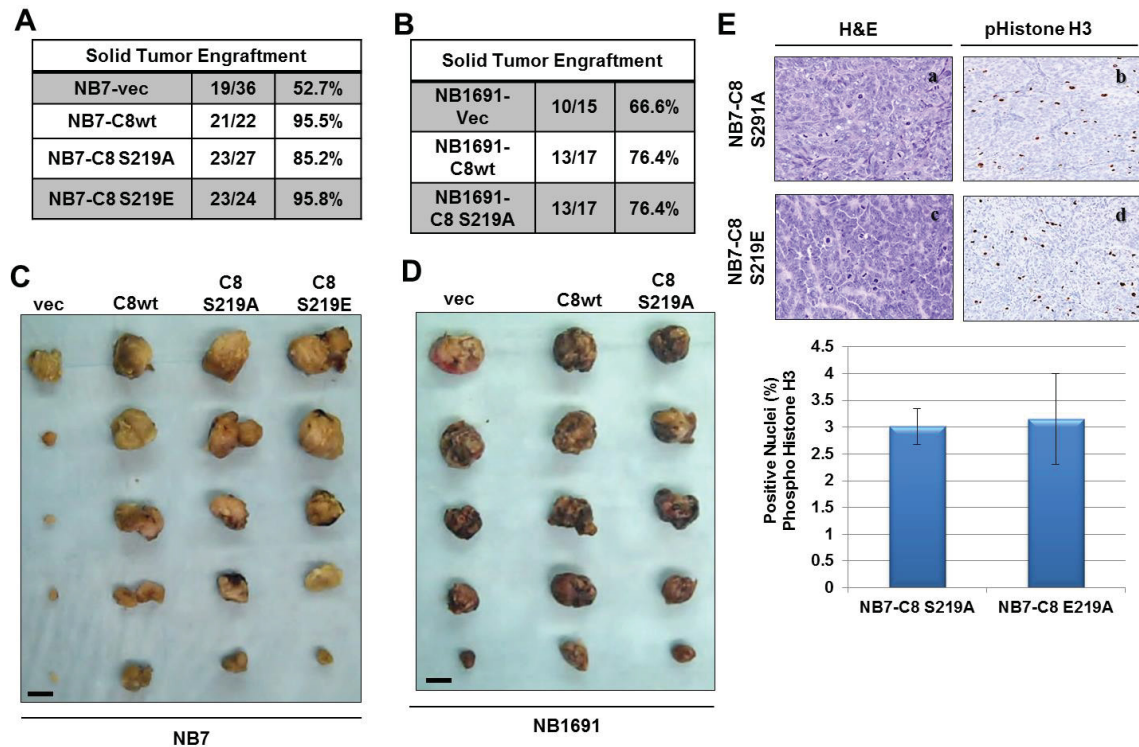 A
Solid Tumor Engraftment
NB7-vec 19/36 52.7%
NB7-C8wt 21/22 95.5%
NB7-C8 S219A 23/27 85.2%
NB7-C8 S219E 23/24 95.8%
B
Solid Tumor Engraftment
NB1691-
Vec 10/15 66.6%
NB1691-
C8wt 13/17 76.4%
NB1691-
C8 S219A 13/17 76.4%
C
vec C8wt C8
S219A C8
S219E
NB7
D
vec C8wt C8
S219A
NB1691
E
H&E pHistone H3
NB7-C8
S291A
a b
NB7-C8
S219E
c d
Positive Nuclei (%)
Phospho Histone H3
4.5
4
3.5
3
2.5
2
1.5
1
0.5
0
NB7-C8 S219A NB7-C8 E219A